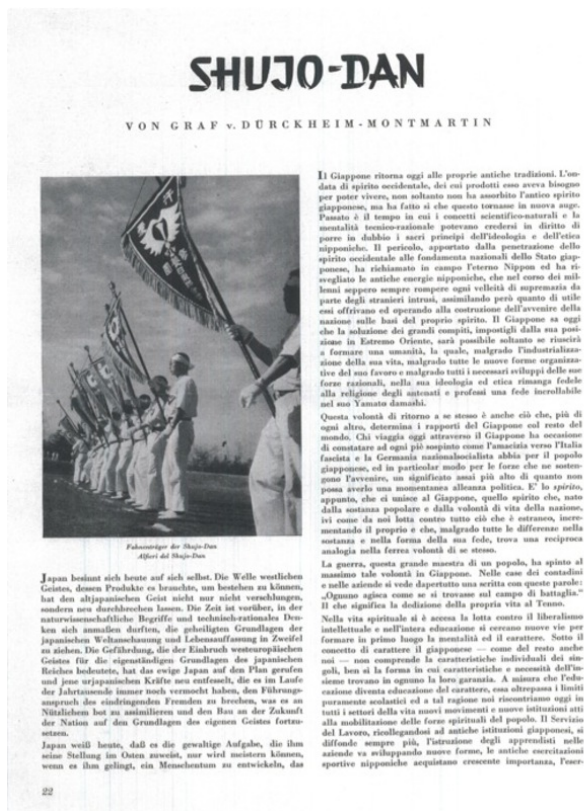 SHUJO-DAN
VON GRAF v. DÜRCKHEIM-MONTMARTIN
Fahnenträger der Shujo-Dan
Alfieri del Shujo-Dan
Japan besinnt sich heute auf sich selbst. Die Welle westlichen
Geistes, dessen Produkte es brauchte, um bestehen zu können,
hat den altjapanischen Geist nicht nur nicht verschlungen,
sondern neu durchbrechen lassen. Die Zeit ist vorüber, in der
naturwissenschaftliche Begriffe und technisch-rationales Den-
ken sich anmaßen durften, die geheiligten Grundlagen der
japanischen Weltanschauung und Lebensauffassung in Zweifel
zu ziehen. Die Gefährdung, die der Einbruch westeuropäischen
Geistes für die eigenständigen Grundlagen des japanischen
Reiches bedeutete, hat das ewige Japan auf den Plan gerufen
und jene urjapanischen Kräfte neu entfesselt, die es im Laufe
der Jahrtausende immer noch vermocht haben, den Führungs-
anspruch des eindringenden Fremden zu brechen, was es an
Nützlichem bot zu assimilieren und den Bau an der Zukunft
der Nation auf den Grundlagen des eigenen Geistes fortzu-
setzen.
Japan weiß heute, daß es die gewaltige Aufgabe, die ihm
seine Stellung im Osten zuweist, nur wird meistern können,
wenn es ihm gelingt, ein Menschentum zu entwickeln, das
22
Il Giappone ritorna oggi alle proprie antiche tradizioni. L'on-
data di spirito occidentale, dei cui prodotti esso aveva bisogno
per poter vivere, non soltanto non ha assorbito l'antico spirito
giapponese, ma ha fatto sì che questo tornasse in nuova auge.
Passato è il tempo in cui i concetti scientifico-naturali e la
mentalità tecnico-razionale potevano credersi in diritto di
porre in dubbio i sacri principi dell'ideologia e dell'etica
nipponiche. Il pericolo, apportato dalla penetrazione dello
spirito occidentale alle fondamenta nazionali dello Stato giap-
ponese, ha richiamato in campo l'eterno Nippon ed ha ri-
svegliato le antiche energie nipponiche, che nel corso dei mil-
lenni seppero sempre rompere ogni velleità di supremazia da
parte degli stranieri intrusi, assimilando però quanto di utile
essi offrivano ed operando alla costruzione dell'avvenire della
nazione sulle basi del proprio spirito. Il Giappone sa oggi
che la soluzione dei grandi compiti, impostigli dalla sua posi-
zione in Estremo Oriente, sarà possibile soltanto se riuscirà
a formare una umanità, la quale, malgrado l'industrializza-
zione della sua vita, malgrado tutte le nuove forme organizza-
tive del suo lavoro e malgrado tutti i necessari sviluppi delle sue
forze razionali, nella sua ideologia ed etica rimanga fedele
alla religione degli antenati e professi una fede incrollabile
nel suo Yamato damashi.
Questa volontà di ritorno a se stesso è anche ciò che, più di
ogni altro, determina i rapporti del Giappone col resto del
mondo. Chi viaggia oggi attraverso il Giappone ha occasione
di constatare ad ogni piè sospinto come l'amicizia verso l'Italia
fascista e la Germania nazionalsocialista abbia per il popolo
giapponese, ed in particolar modo per le forze che ne sosten-
gono l'avvenire, un significato assai più alto di quanto non
possa averlo una momentanea alleanza politica. E' lo spirito,
appunto, che ci unisce al Giappone, quello spirito che, nato
dalla sostanza popolare e dalla volontà di vita della nazione,
ivi come da noi lotta contro tutto ciò che è estraneo, incre-
mentando il proprio e che, malgrado tutte le differenze nella
sostanza e nella forma della sua fede, trova una reciproca
analogia nella ferrea volontà di se stesso.
La guerra, questa grande maestra di un popolo, ha spinto al
massimo tale volontà in Giappone. Nelle case dei contadini
e nelle aziende si vede dapertutto una scritta con queste parole:
„Ognuno agisca come se si trovasse sul campo di battaglia.“
Il che significa la dedizione della propria vita al Tenno.
Nella vita spirituale si è accesa la lotta contro il liberalismo
intellettuale e nell'intera educazione si cercano nuove vie per
formare in primo luogo la mentalità ed il carattere. Sotto il
concetto di carattere il giapponese — come del resto anche
noi — non comprende la caratteristiche individuali dei sin-
goli, ben sì la forma in cui caratteristiche e necessità dell'in-
sieme trovano in ognuno la loro garanzia. A misura che l'edu-
cazione diventa educazione del carattere, essa oltrepassa i limiti
puramente scolastici ed a tal ragione noi riscontriamo oggi in
tutti i settori della vita nuovi movimenti e nuove istituzioni atti
alla mobilitazione delle forze spirituali del popolo. Il Servizio
del Lavoro, ricollegandosi ad antiche istituzioni giapponesi, si
diffonde sempre più, l'istruzione degli apprendisti nelle
aziende va sviluppando nuove forme, le antiche esercitazioni
sportive nipponiche acquistano crescente importanza, l'eser-